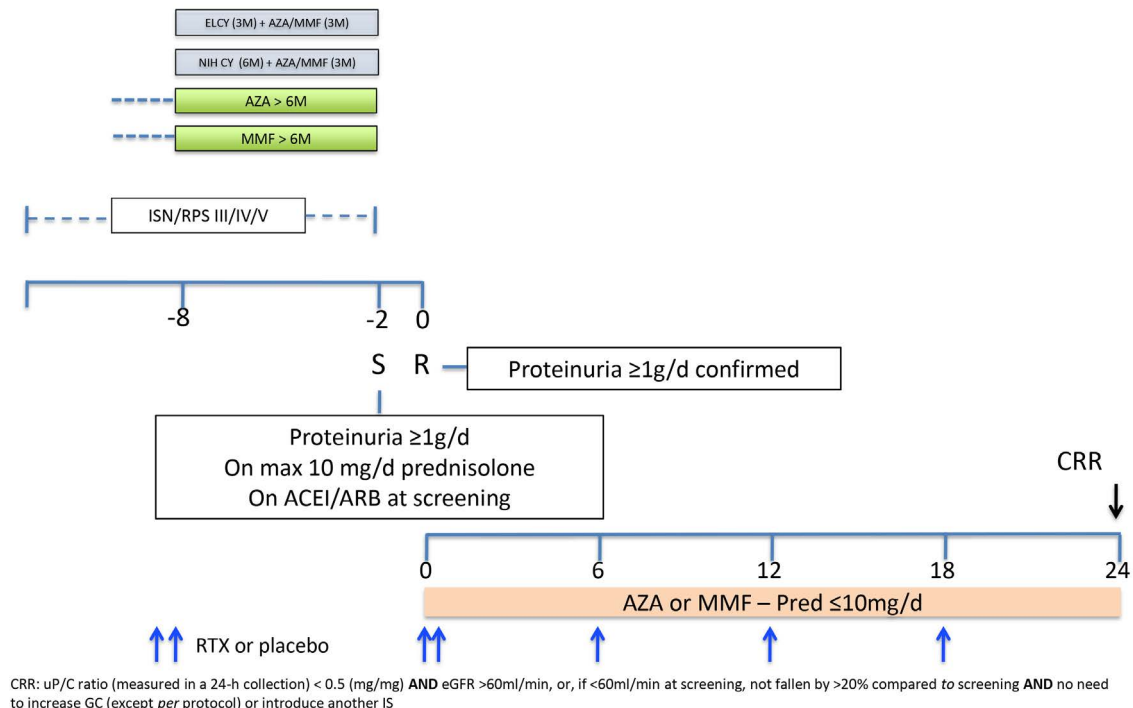 ELCY (3M) + AZA/MMF (3M)
NIH CY (6M) + AZA/MMF (3M)
AZA > 6M
MMF > 6M
ISN/RPS III/IV/V
-8 -2 0
S R
Proteinuria ≥1g/d confirmed
Proteinuria ≥1g/d
On max 10 mg/d prednisolone
On ACEI/ARB at screening
CRR
0 6 12 18 24
AZA or MMF – Pred ≤10mg/d
RTX or placebo
CRR: uP/C ratio (measured in a 24-h collection) < 0.5 (mg/mg) AND eGFR >60ml/min, or, if <60ml/min at screening, not fallen by >20% compared to screening AND no need
to increase GC (except per protocol) or introduce another IS